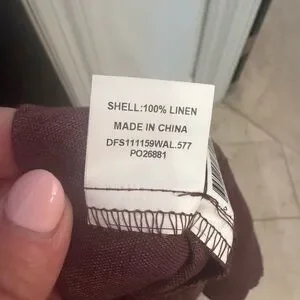 SHELL:100% LINEN
MADE IN CHINA
DFS111159WAL.577
PO26881